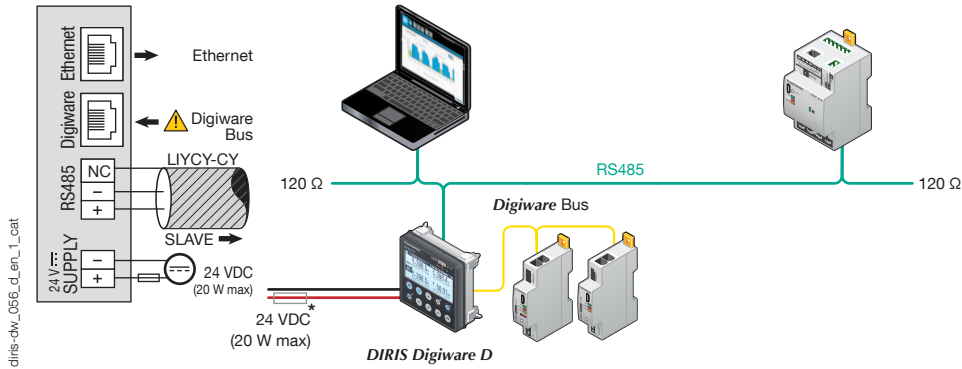 Ethernet
Ethernet
Digiware
Digiware
Bus
RS485
NC
–
+
LIYCY-CY
SLAVE
24 V
SUPPLY
–
+
24 VDC
(20 W max)
diris-dw_056_d_en_1_cat
120 Ω
RS485
120 Ω
Digiware Bus
24 VDC
*
(20 W max)
DIRIS Digiware D